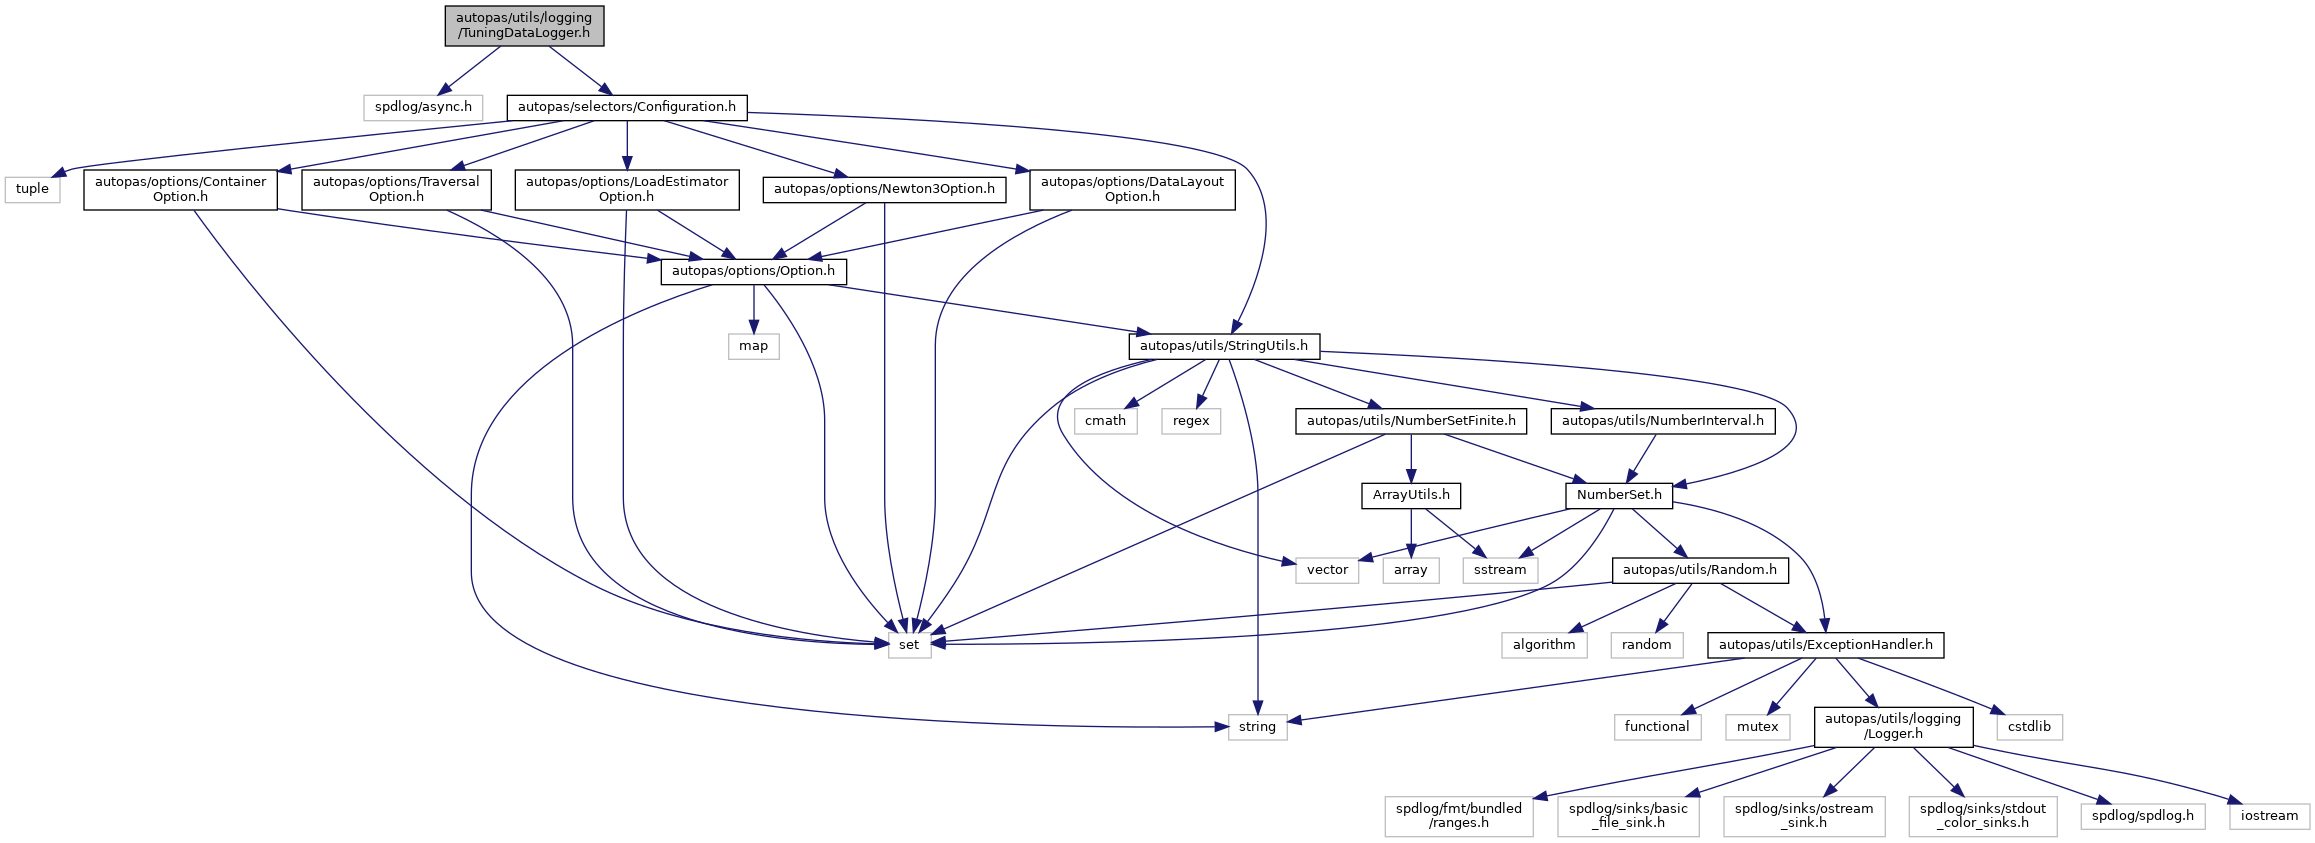 autopas/utils/logging
/TuningDataLogger.h
spdlog/async.h
autopas/selectors/Configuration.h
tuple
autopas/options/Container
Option.h
autopas/options/Traversal
Option.h
autopas/options/LoadEstimator
Option.h
autopas/options/Newton3Option.h
autopas/options/DataLayout
Option.h
autopas/options/Option.h
map
autopas/utils/StringUtils.h
cmath
regex
autopas/utils/NumberSetFinite.h
autopas/utils/NumberInterval.h
ArrayUtils.h
NumberSet.h
vector
array
sstream
autopas/utils/Random.h
set
algorithm
random
autopas/utils/ExceptionHandler.h
string
functional
mutex
autopas/utils/logging
/Logger.h
cstdlib
spdlog/fmt/bundled
/ranges.h
spdlog/sinks/basic
_file_sink.h
spdlog/sinks/ostream
_sink.h
spdlog/sinks/stdout
_color_sinks.h
spdlog/spdlog.h
iostream